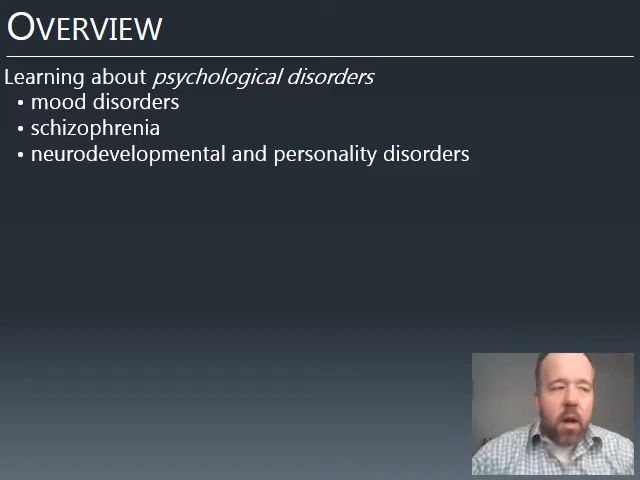 OVERVIEW
Learning about psychological disorders
• mood disorders
• schizophrenia
• neurodevelopmental and personality disorders